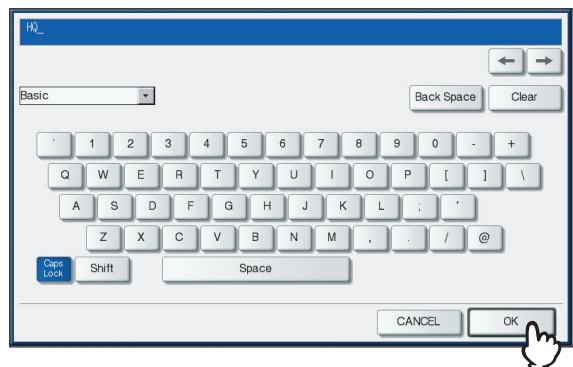 HQ_
← →
Basic Back Space Clear
` 1 2 3 4 5 6 7 8 9 0 - +
Q W E R T Y U I O P [ ] \
A S D F G H J K L ; '
Z X C V B N M , . / @
Caps Lock Shift Space
CANCEL OK